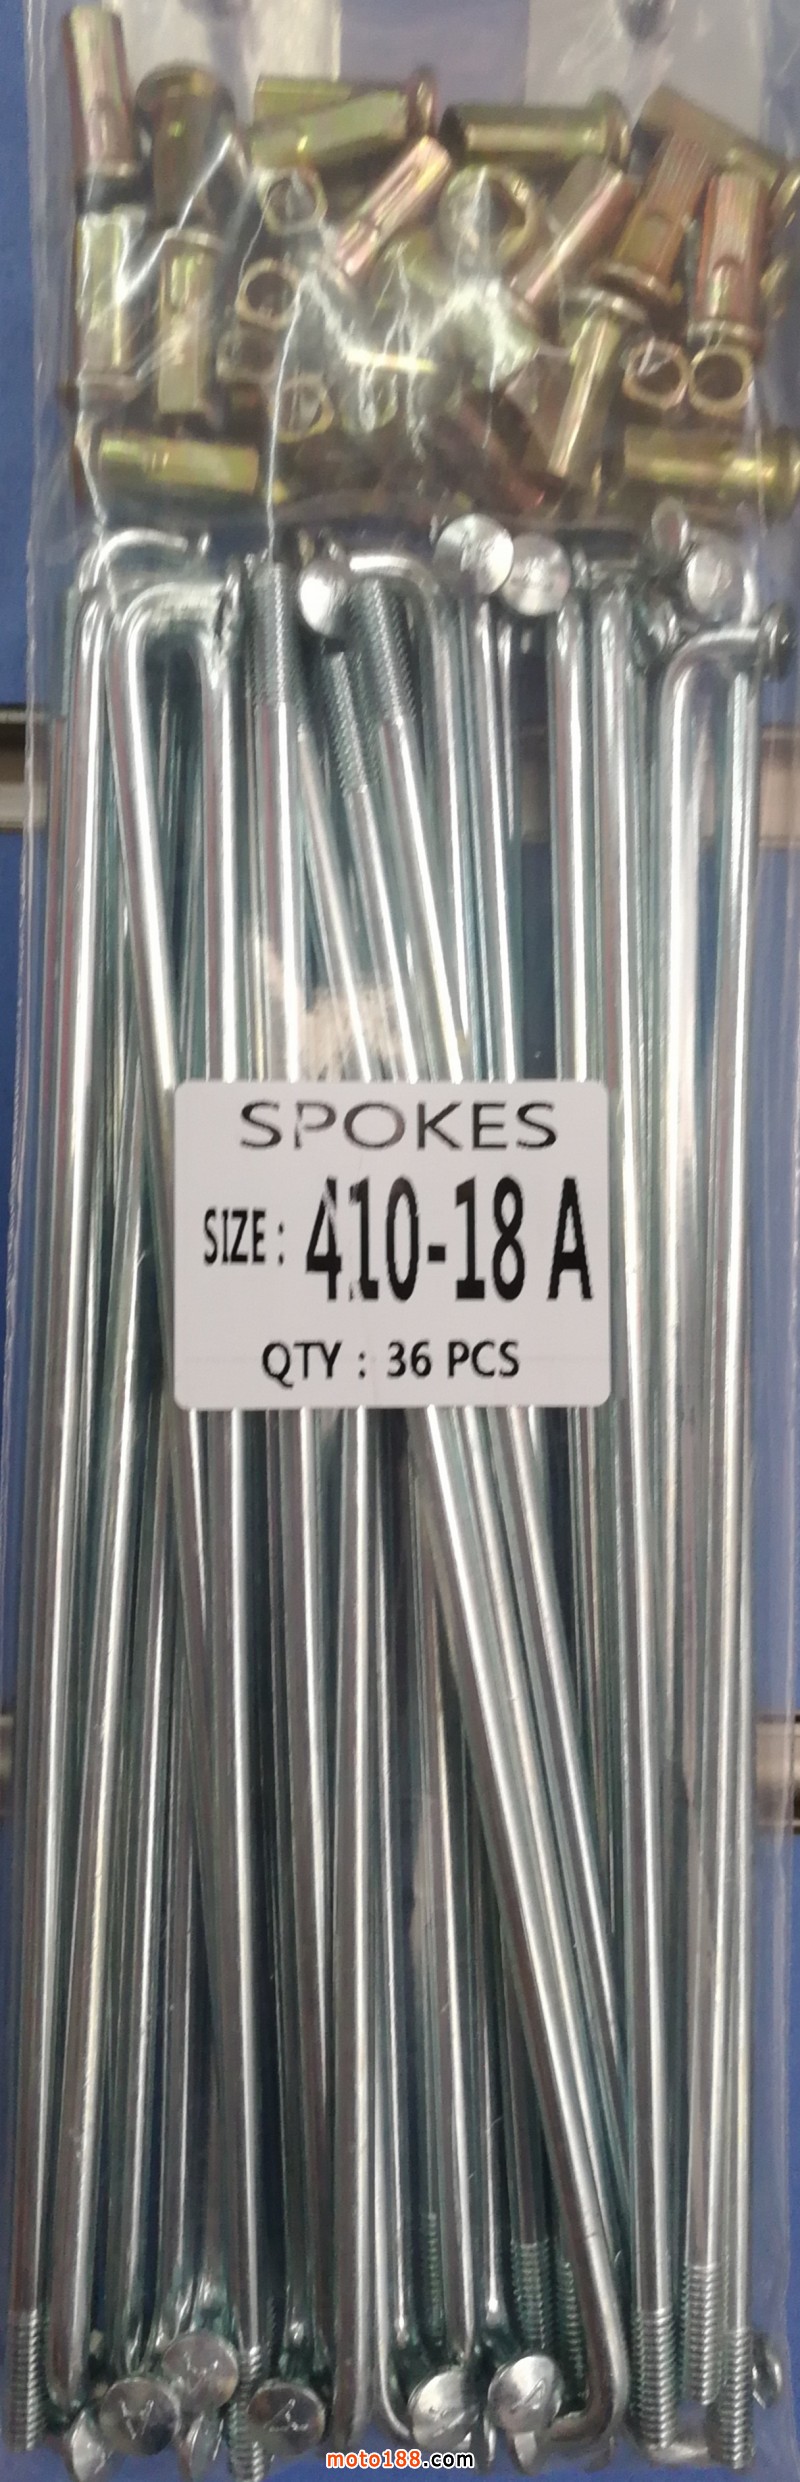 SPOKES
SIZE: 410-18 A
QTY : 36 PCS
moto188.com